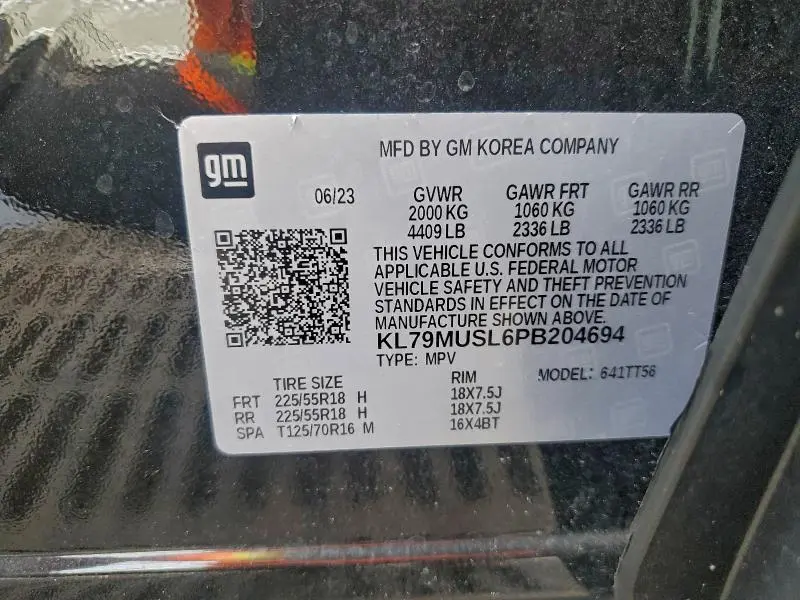 gm
MFD BY GM KOREA COMPANY
06/23
GVWR GAWR FRT GAWR RR
2000 KG 1060 KG 1060 KG
4409 LB 2336 LB 2336 LB
THIS VEHICLE CONFORMS TO ALL
APPLICABLE U.S. FEDERAL MOTOR
VEHICLE SAFETY AND THEFT PREVENTION
STANDARDS IN EFFECT ON THE DATE OF
MANUFACTURE SHOWN ABOVE.
KL79MUSL6PB204694
TYPE: MPV
MODEL: 641TT56
TIRE SIZE RIM
FRT 225/55R18 H 18X7.5J
RR 225/55R18 H 18X7.5J
SPA T125/70R16 M 16X4BT